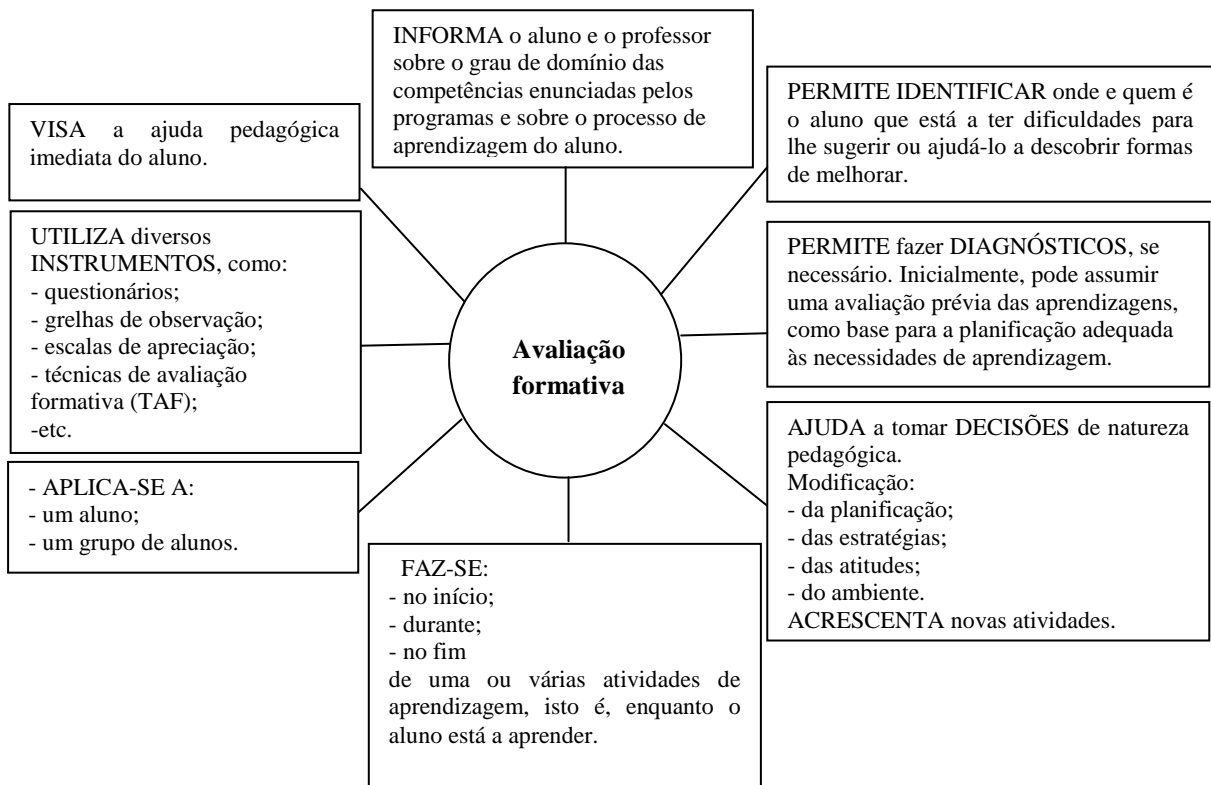 INFORMA o aluno e o professor
sobre o grau de domínio das
competências enunciadas pelos
programas e sobre o processo de
aprendizagem do aluno.
PERMITE IDENTIFICAR onde e quem é
o aluno que está a ter dificuldades para
lhe sugerir ou ajudá-lo a descobrir formas
de melhorar.
VISA a ajuda pedagógica
imediata do aluno.
UTILIZA diversos
INSTRUMENTOS, como:
- questionários;
- grelhas de observação;
- escalas de apreciação;
- técnicas de avaliação
formativa (TAF);
-etc.
PERMITE fazer DIAGNÓSTICOS, se
necessário. Inicialmente, pode assumir
uma avaliação prévia das aprendizagens,
como base para a planificação adequada
às necessidades de aprendizagem.
Avaliação
formativa
AJUDA a tomar DECISÕES de natureza
pedagógica.
Modificação:
- da planificação;
- das estratégias;
- das atitudes;
- do ambiente.
ACRESCENTA novas atividades.
- APLICA-SE A:
- um aluno;
- um grupo de alunos.
FAZ-SE:
- no início;
- durante;
- no fim
de uma ou várias atividades de
aprendizagem, isto é, enquanto o
aluno está a aprender.